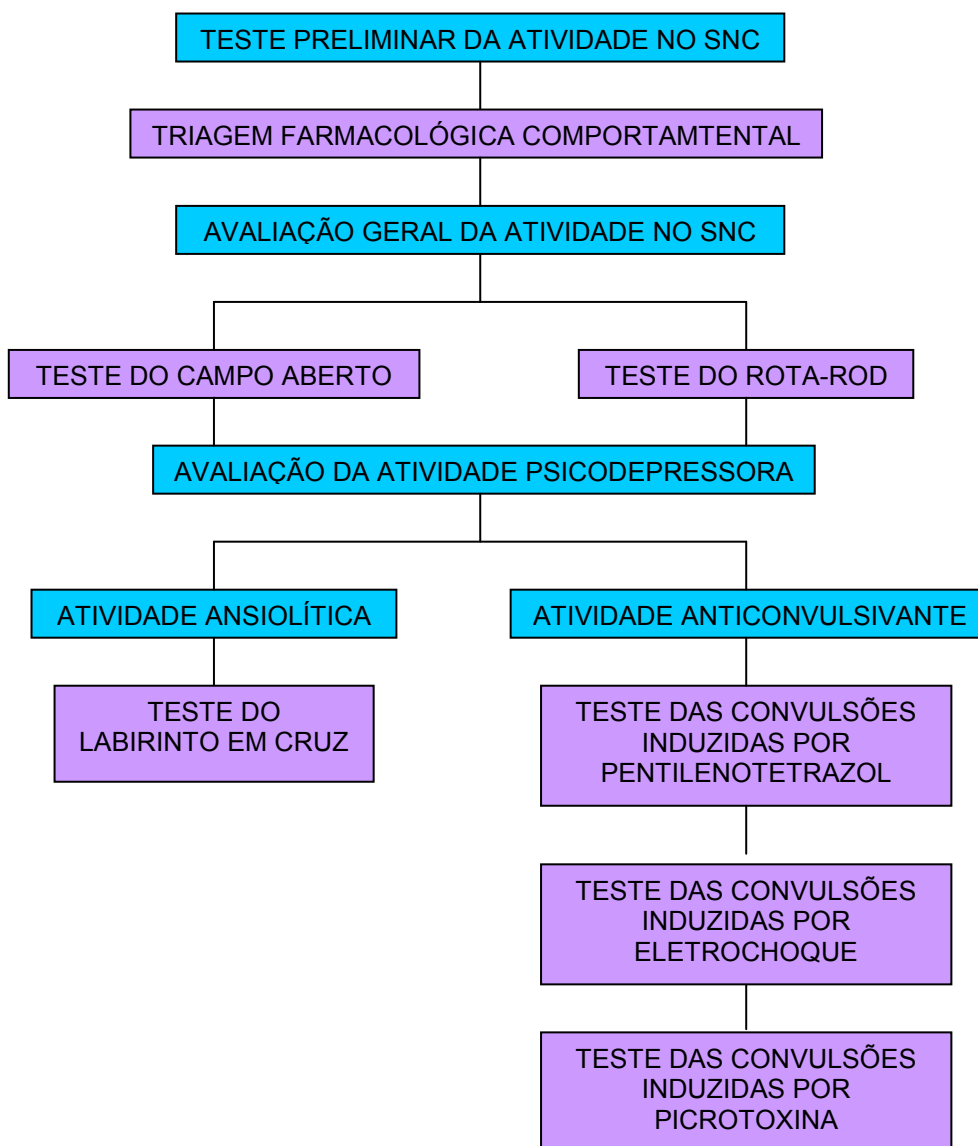 TESTE PRELIMINAR DA ATIVIDADE NO SNC
TRIAGEM FARMACOLÓGICA COMPORTAMTENTAL
AVALIAÇÃO GERAL DA ATIVIDADE NO SNC
TESTE DO CAMPO ABERTO
TESTE DO ROTA-ROD
AVALIAÇÃO DA ATIVIDADE PSICODEPRESSORA
ATIVIDADE ANSIOLÍTICA
ATIVIDADE ANTICONVULSIVANTE
TESTE DO
LABIRINTO EM CRUZ
TESTE DAS CONVULSÕES
INDUZIDAS POR
PENTILENOTETRAZOL
TESTE DAS CONVULSÕES
INDUZIDAS POR
ELETROCHOQUE
TESTE DAS CONVULSÕES
INDUZIDAS POR
PICROTOXINA